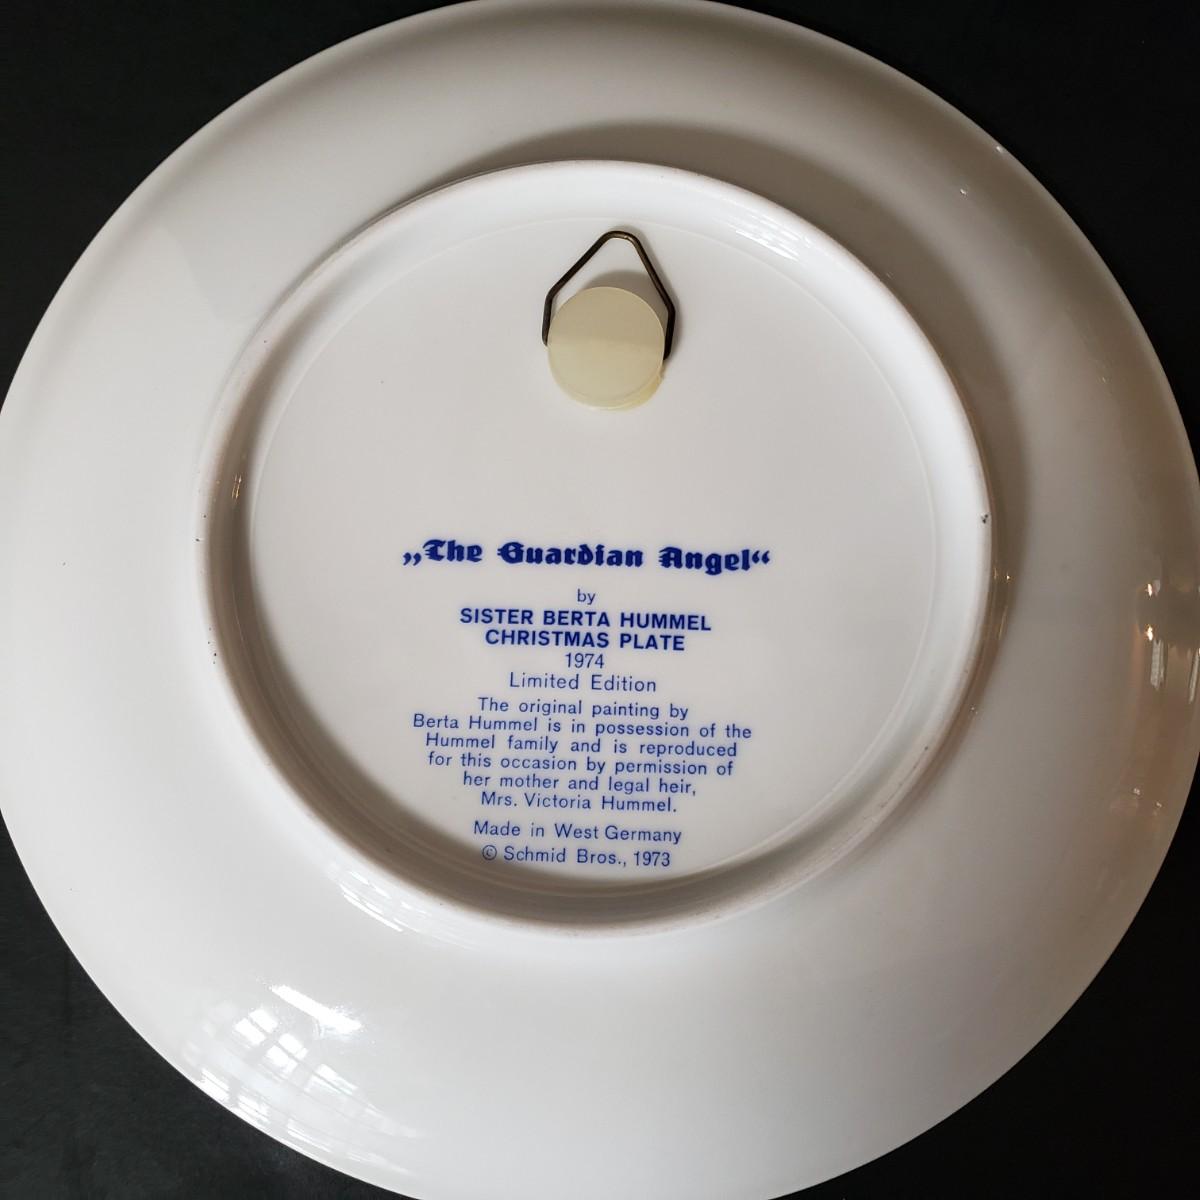 „The Guardian Angel“
by
SISTER BERTA HUMMEL
CHRISTMAS PLATE
1974
Limited Edition
The original painting by
Berta Hummel is in possession of the
Hummel family and is reproduced
for this occasion by permission of
her mother and legal heir,
Mrs. Victoria Hummel.
Made in West Germany
© Schmid Bros., 1973